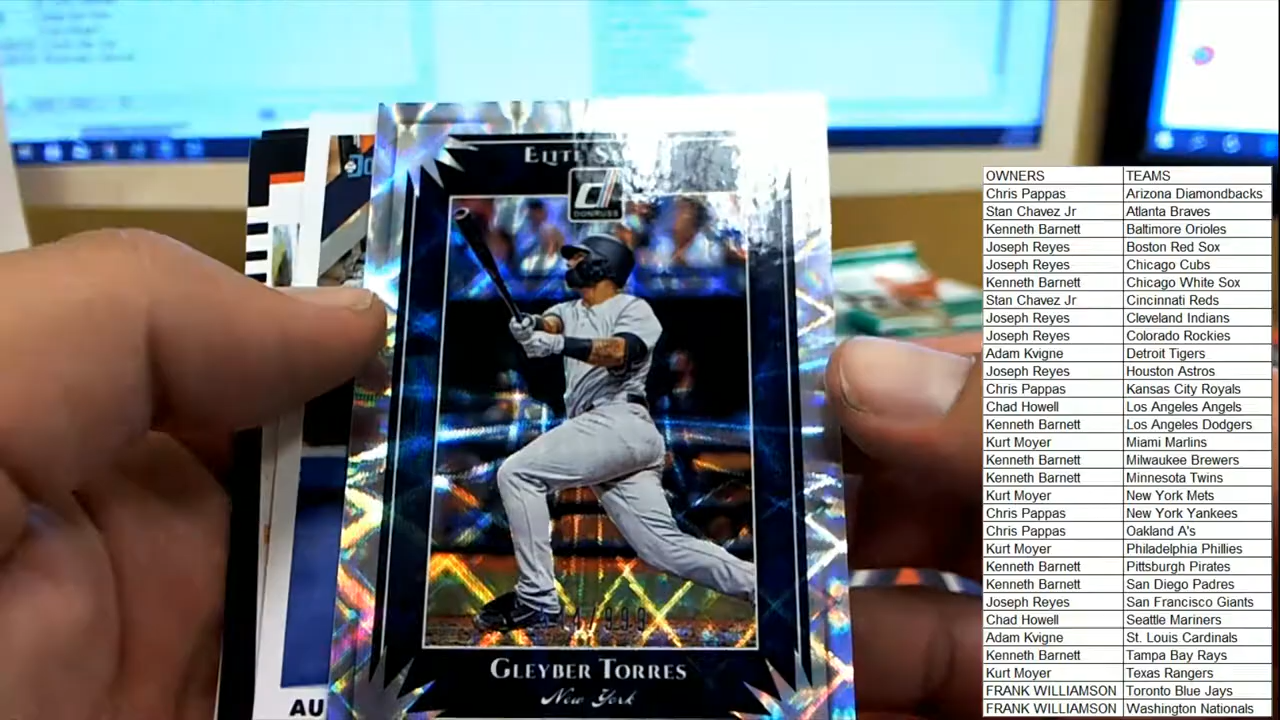 ELITE
DONRUSS
/999
GLEYBER TORRES
New York
AU
OWNERS TEAMS
Chris Pappas Arizona Diamondbacks
Stan Chavez Jr Atlanta Braves
Kenneth Barnett Baltimore Orioles
Joseph Reyes Boston Red Sox
Joseph Reyes Chicago Cubs
Kenneth Barnett Chicago White Sox
Stan Chavez Jr Cincinnati Reds
Joseph Reyes Cleveland Indians
Joseph Reyes Colorado Rockies
Adam Kvigne Detroit Tigers
Joseph Reyes Houston Astros
Chris Pappas Kansas City Royals
Chad Howell Los Angeles Angels
Kenneth Barnett Los Angeles Dodgers
Kurt Moyer Miami Marlins
Kenneth Barnett Milwaukee Brewers
Kenneth Barnett Minnesota Twins
Kurt Moyer New York Mets
Chris Pappas New York Yankees
Chris Pappas Oakland A's
Kurt Moyer Philadelphia Phillies
Kenneth Barnett Pittsburgh Pirates
Kenneth Barnett San Diego Padres
Joseph Reyes San Francisco Giants
Chad Howell Seattle Mariners
Adam Kvigne St. Louis Cardinals
Kenneth Barnett Tampa Bay Rays
Kurt Moyer Texas Rangers
FRANK WILLIAMSON Toronto Blue Jays
FRANK WILLIAMSON Washington Nationals